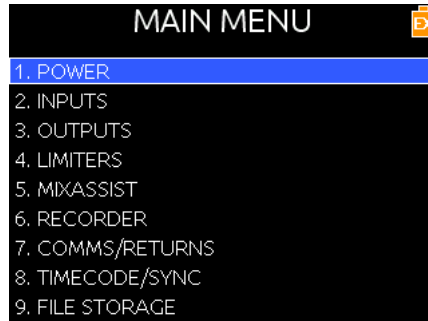 MAIN MENU
1. POWER
2. INPUTS
3. OUTPUTS
4. LIMITERS
5. MIXASSIST
6. RECORDER
7. COMMS/RETURNS
8. TIMECODE/SYNC
9. FILE STORAGE